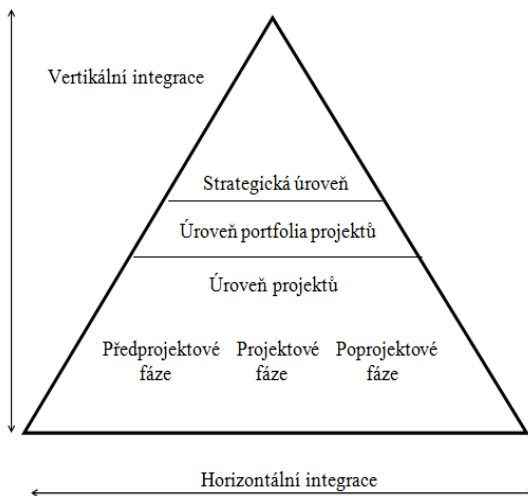 Vertikální integrace
Strategická úroveň
Úroveň portfolia projektů
Úroveň projektů
Předprojektové fáze
Projektové fáze
Poprojektové fáze
Horizontální integrace